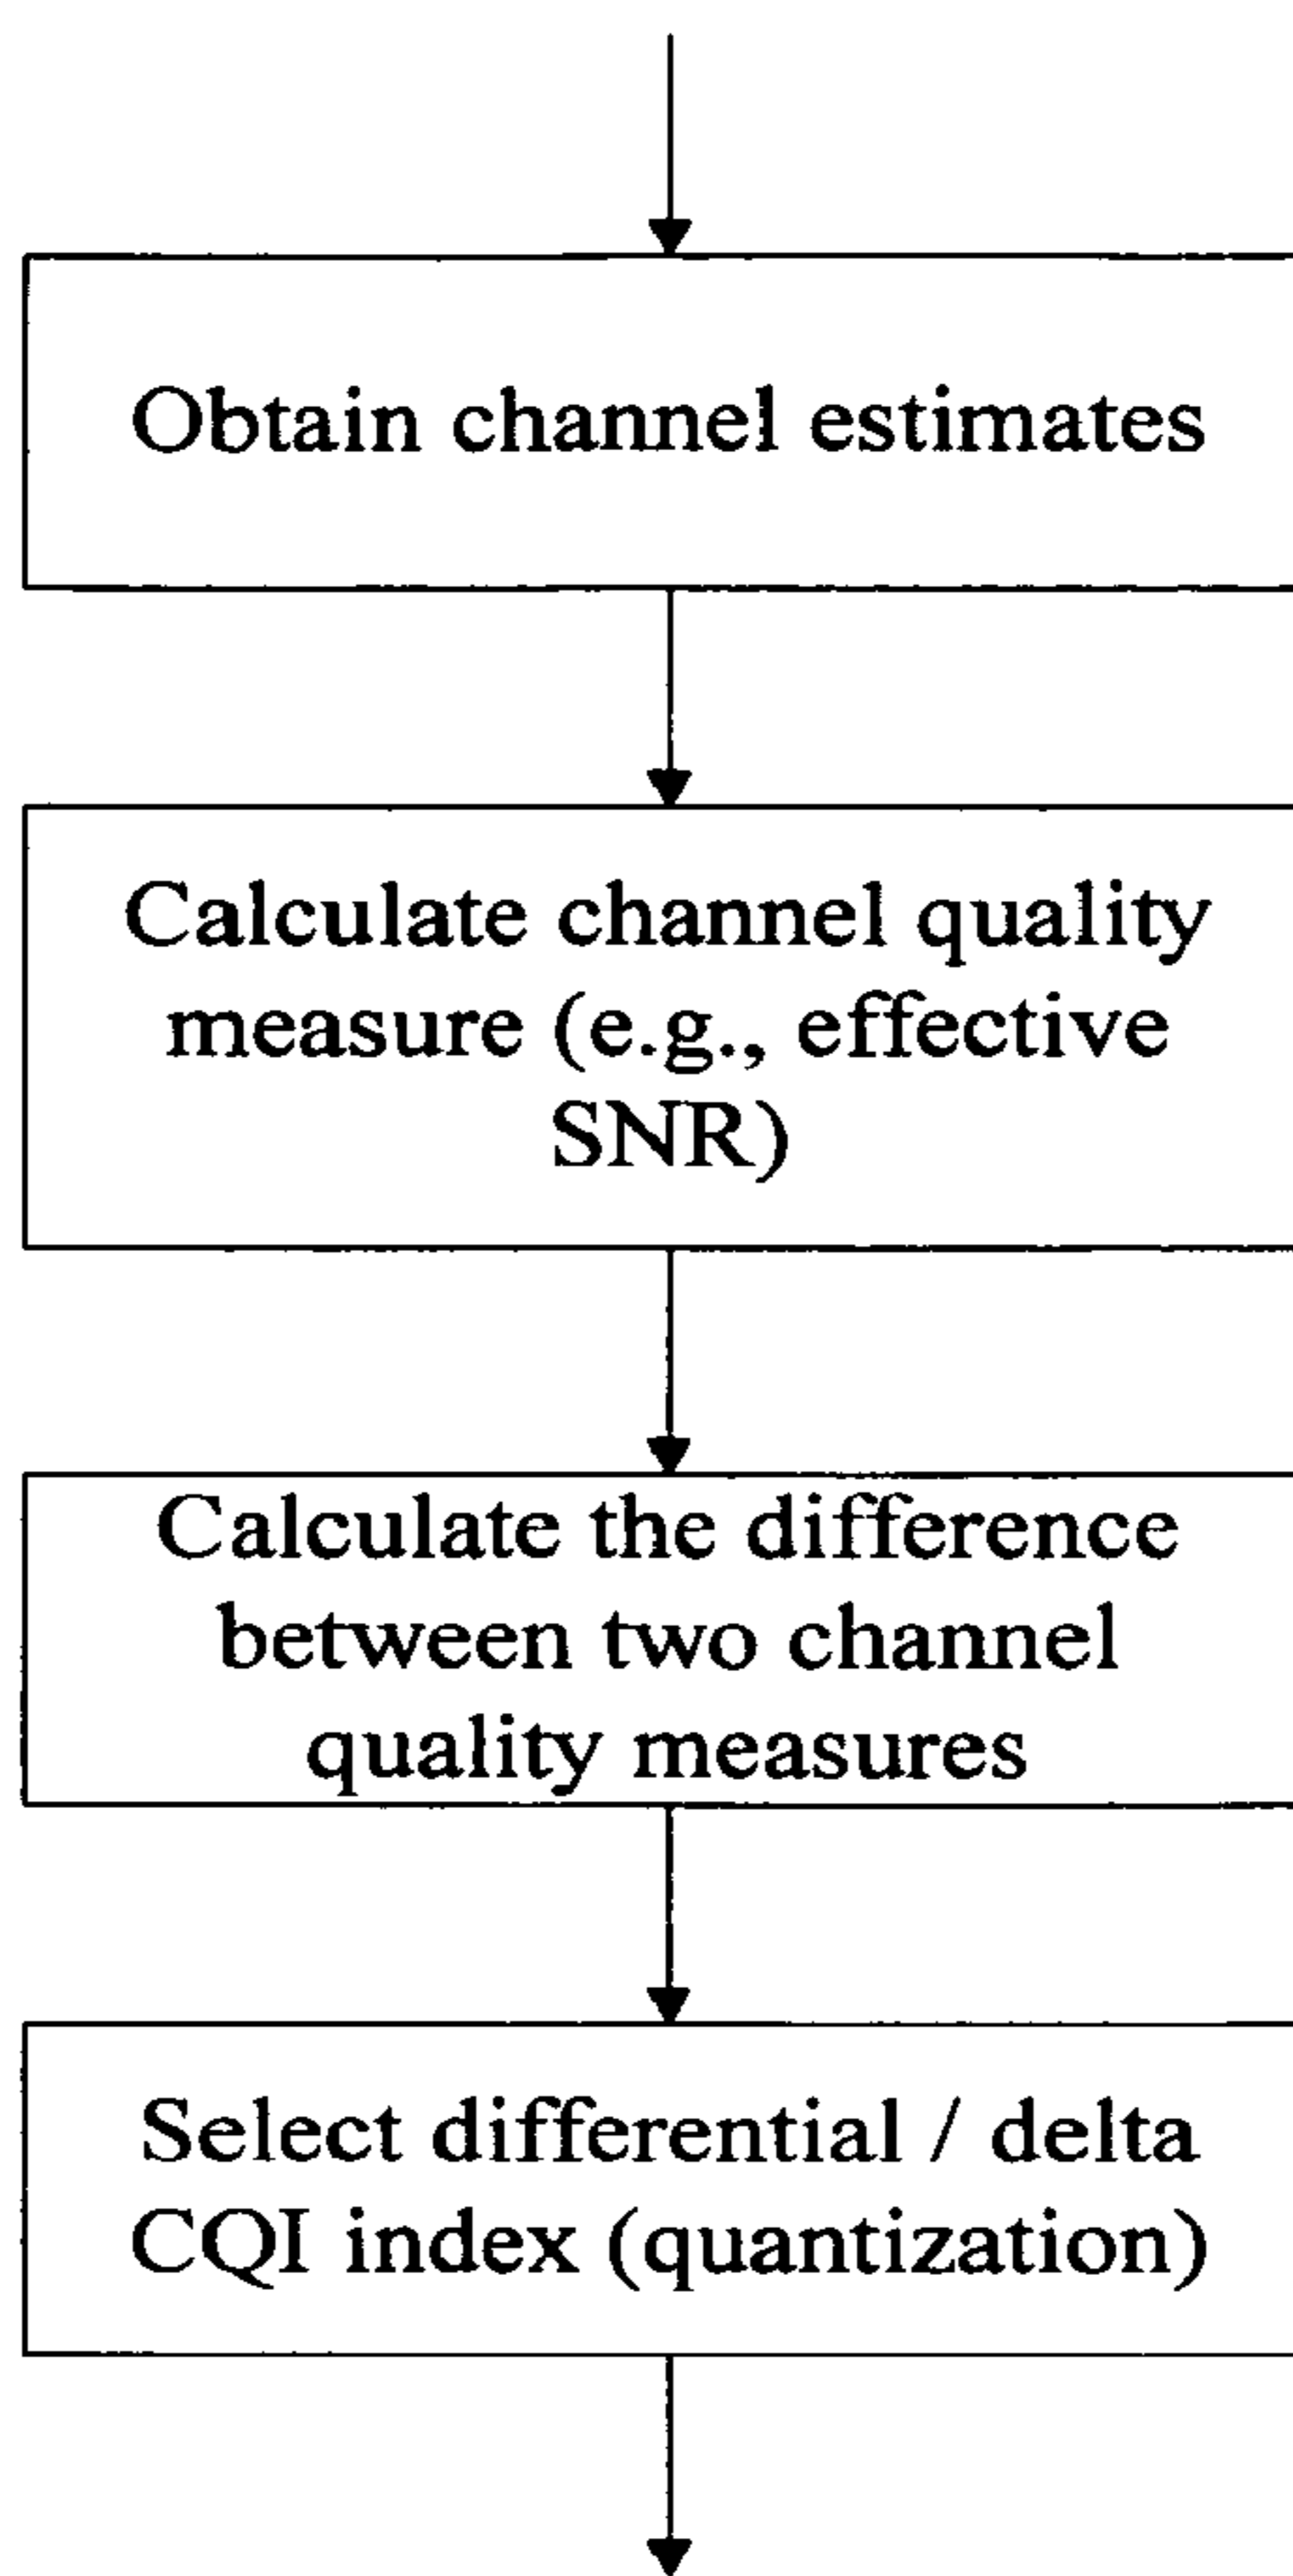 Obtain channel estimates
Calculate channel quality
measure (e.g., effective
SNR)
Calculate the difference
between two channel
quality measures
Select differential / delta
CQI index (quantization)